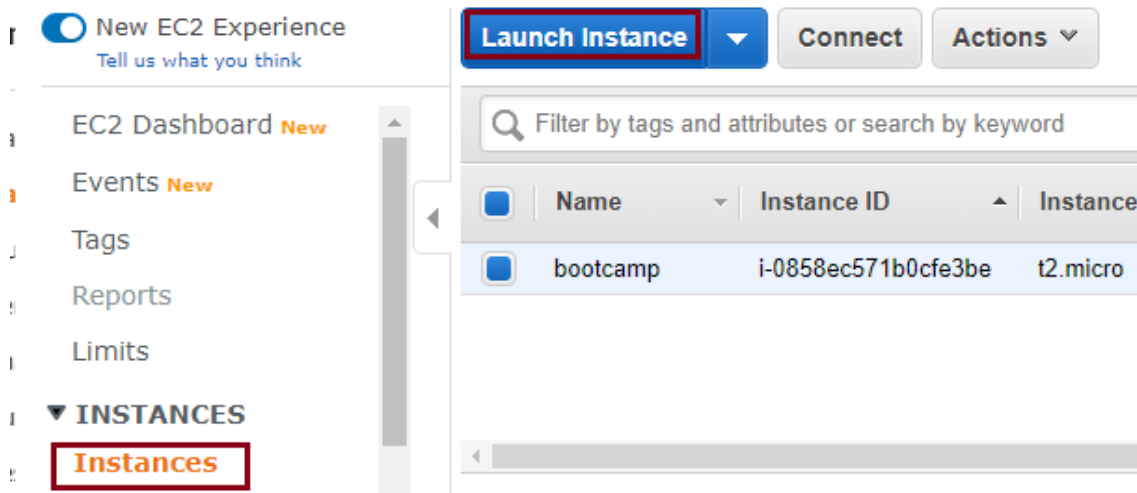 New EC2 Experience
Tell us what you think
EC2 Dashboard New
Events New
Tags
Reports
Limits
INSTANCES
Instances
Launch Instance Connect Actions
Filter by tags and attributes or search by keyword
Name Instance ID Instance
bootcamp i-0858ec571b0cfe3be t2.micro